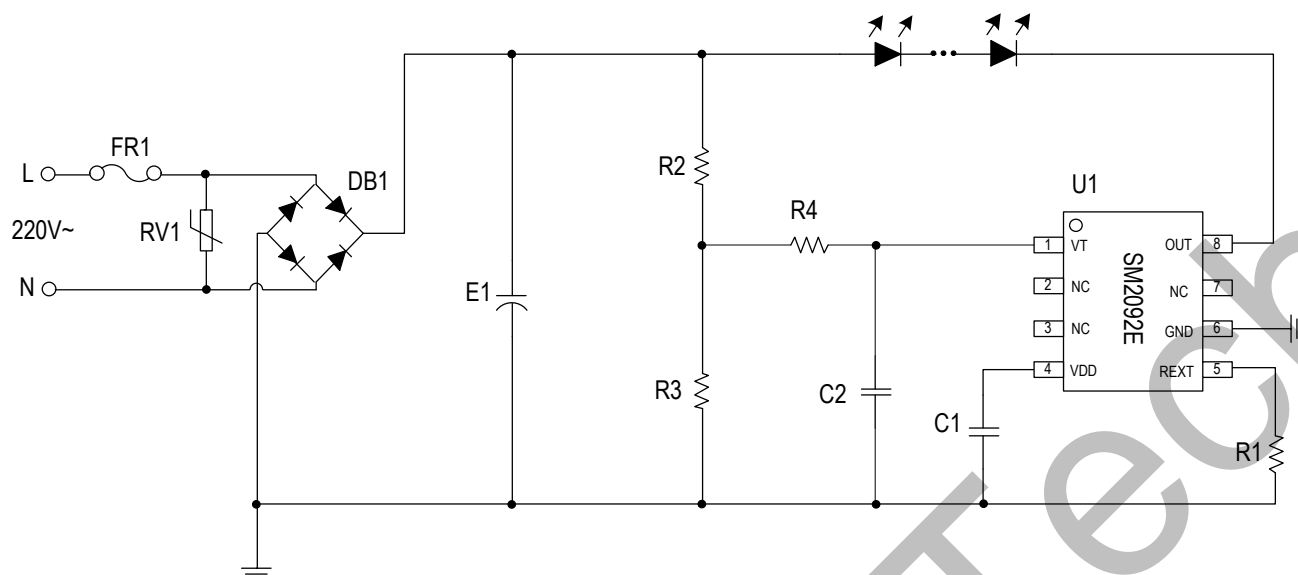 FR1
L
DB1
220V~
RV1
N
E1
R2
R4
R3
C2
C1
U1
SM2092E
1 VT
OUT 8
2 NC
NC 7
3 NC
GND 6
4 VDD
REXT 5
R1
Tech